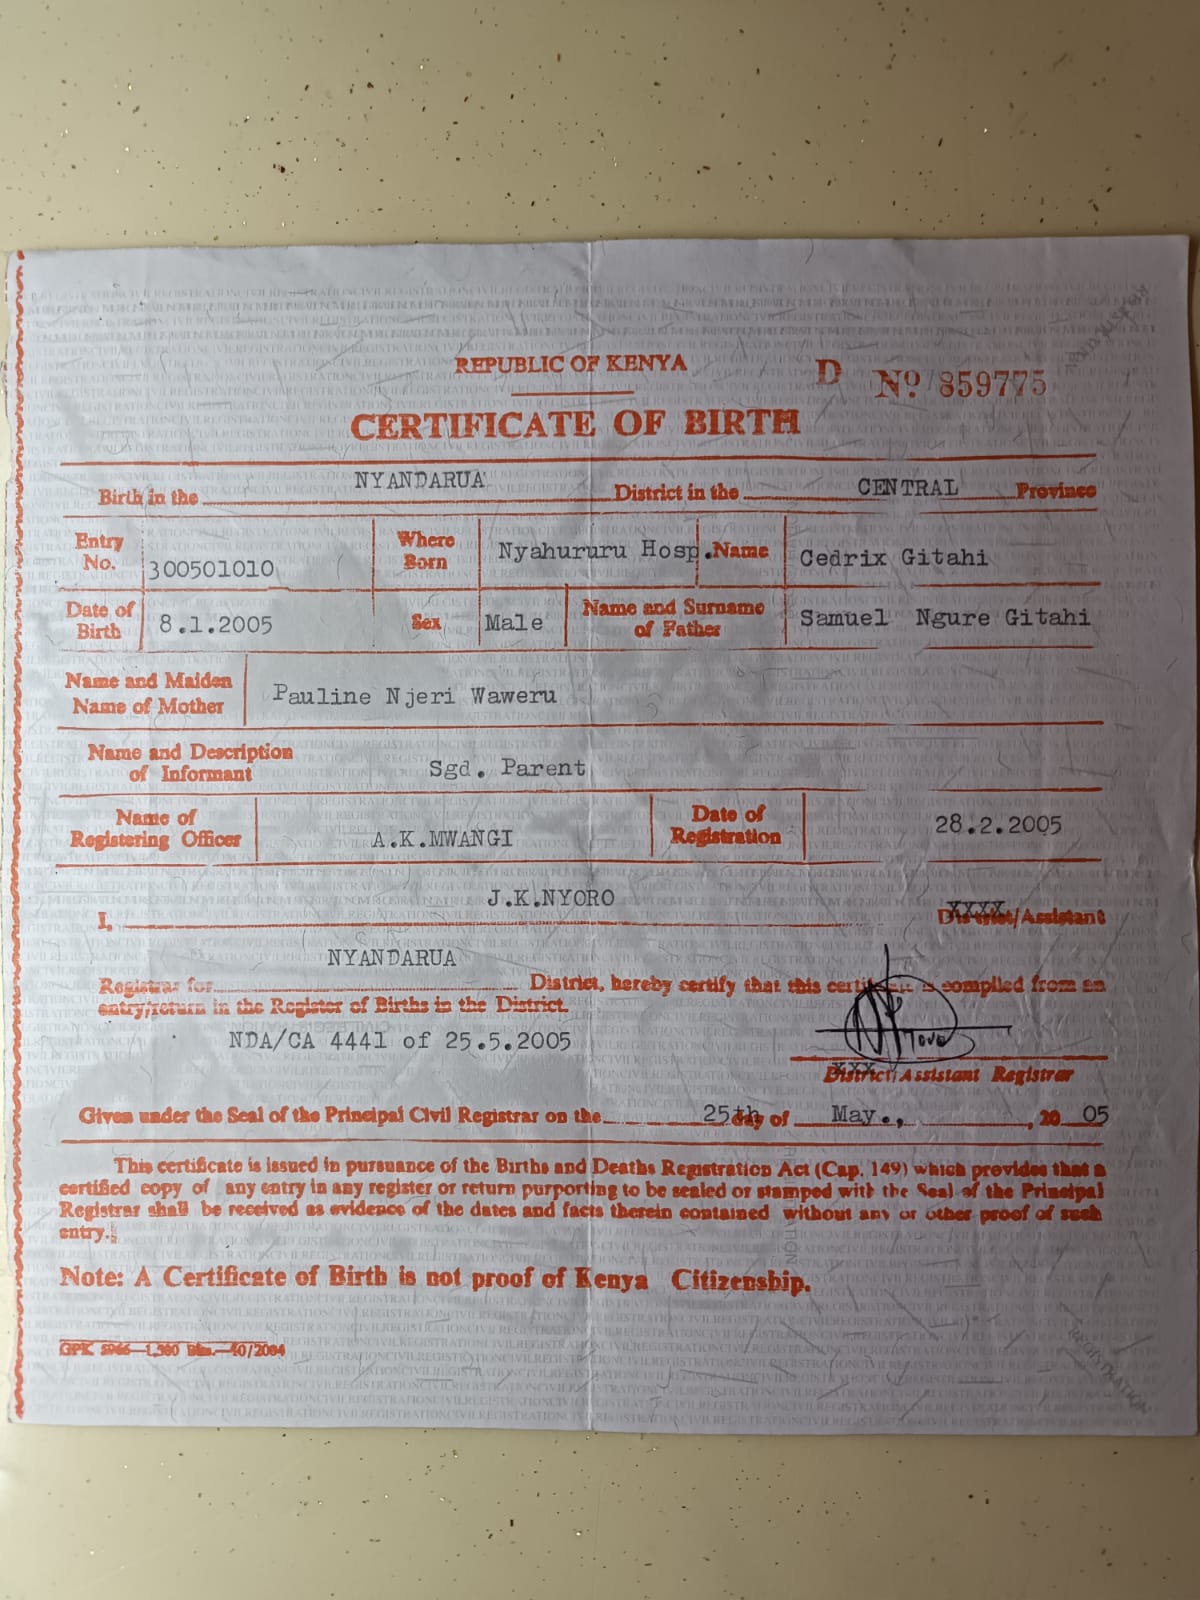 REPUBLIC OF KENYA
D Nº 859775
CERTIFICATE OF BIRTH
Birth in the NYANDARUA District in the CENTRAL Province
Entry No. 300501010 Where Born Nyahururu Hosp. Name Cedrix Gitahi
Date of Birth 8.1.2005 Sex Male Name and Surname of Father Samuel Ngure Gitahi
Name and Maiden Name of Mother Pauline Njeri Waweru
Name and Description of Informant Sgd. Parent
Name of Registering Officer A.K.MWANGI Date of Registration 28.2.2005
I, J.K.NYORO District/Assistant
Registrar for NYANDARUA District, hereby certify that this certificate is compiled from an
entry/return in the Register of Births in the District.
NDA/CA 4441 of 25.5.2005
District/Assistant Registrar
Given under the Seal of the Principal Civil Registrar on the 25th day of May., , 20 05
This certificate is issued in pursuance of the Births and Deaths Registration Act (Cap. 149) which provides that a
certified copy of any entry in any register or return purporting to be sealed or stamped with the Seal of the Principal
Registrar shall be received as evidence of the dates and facts therein contained without any or other proof of such
entry.
Note: A Certificate of Birth is not proof of Kenya Citizenship.